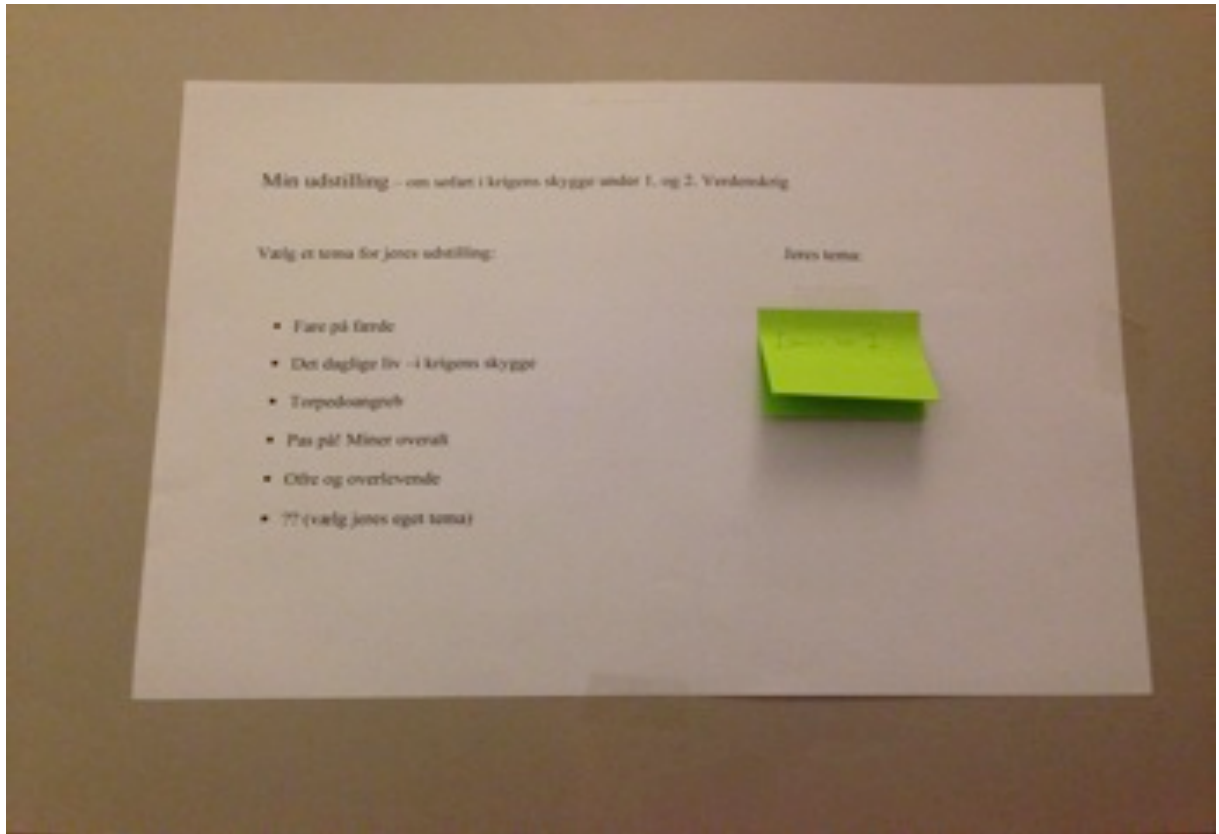 Min udstilling – om søfart i krigens skygge under 1. og 2. Verdenskrig
Vælg et tema for jeres udstilling:
Jeres tema:
▪ Fare på færde
▪ Det daglige liv – i krigens skygge
▪ Torpedoangreb
▪ Pas på! Miner overalt
▪ Ofre og overlevende
▪ ?? (vælg jeres eget tema)